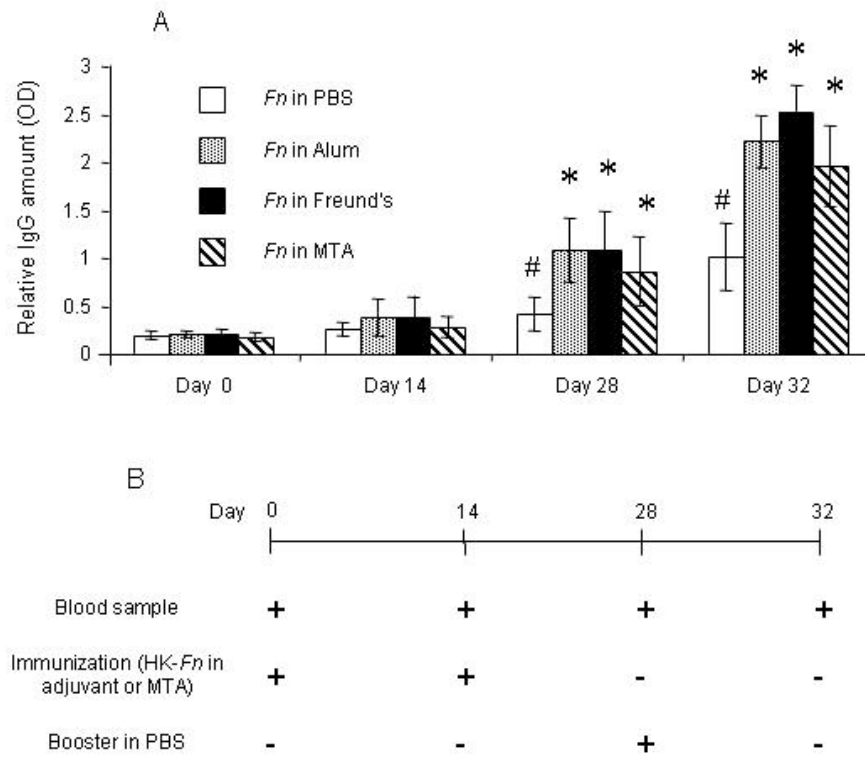 A
Relative IgG amount (OD)
3
2.5
2
1.5
1
0.5
0
Fn in PBS
Fn in Alum
Fn in Freund's
Fn in MTA
* * *
#
* * *
#
Day 0 Day 14 Day 28 Day 32
B
Day 0 14 28 32
Blood sample + + + +
Immunization (HK-Fn in
adjuvant or MTA) + + - -
Booster in PBS - - + -